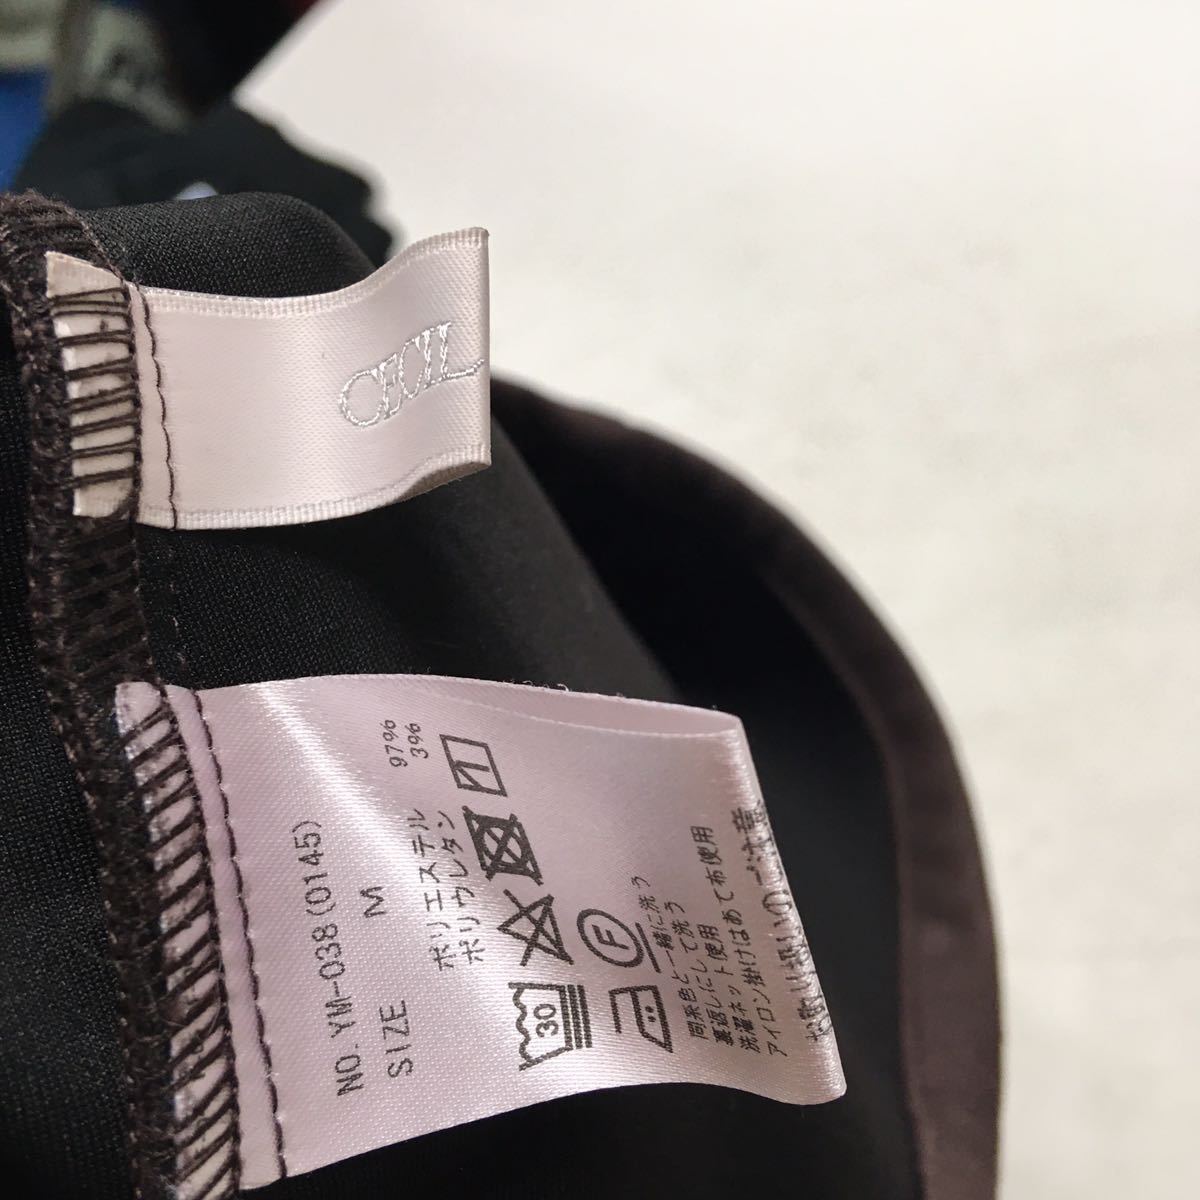 CECIL
NO. YM-038(0145)
SIZE M
ポリエステル 97%
ポリウレタン 3%
30
F
同系色と一緒に洗う
裏返しにして洗う
洗濯ネット使用
アイロン掛けはあて布使用